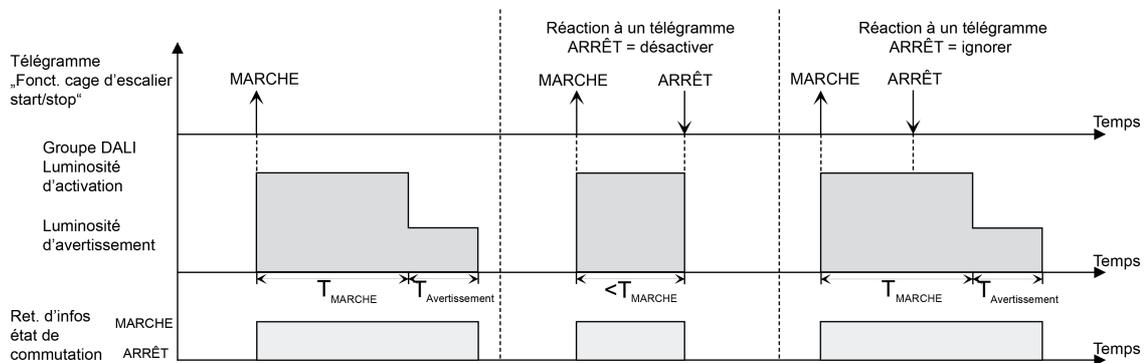 Réaction à un télégramme
ARRÊT = désactiver
Réaction à un télégramme
ARRÊT = ignorer
Télégramme
„Fonct. cage d'escalier
start/stop“
MARCHE
MARCHE
ARRÊT
MARCHE
ARRÊT
Temps
Groupe DALI
Luminosité
d'activation
Luminosité
d'avertissement
Temps
TMARCHE
TAvertissement
<TMARCHE
TMARCHE
TAvertissement
Ret. d'infos
état de
commutation
MARCHE
ARRÊT
Temps